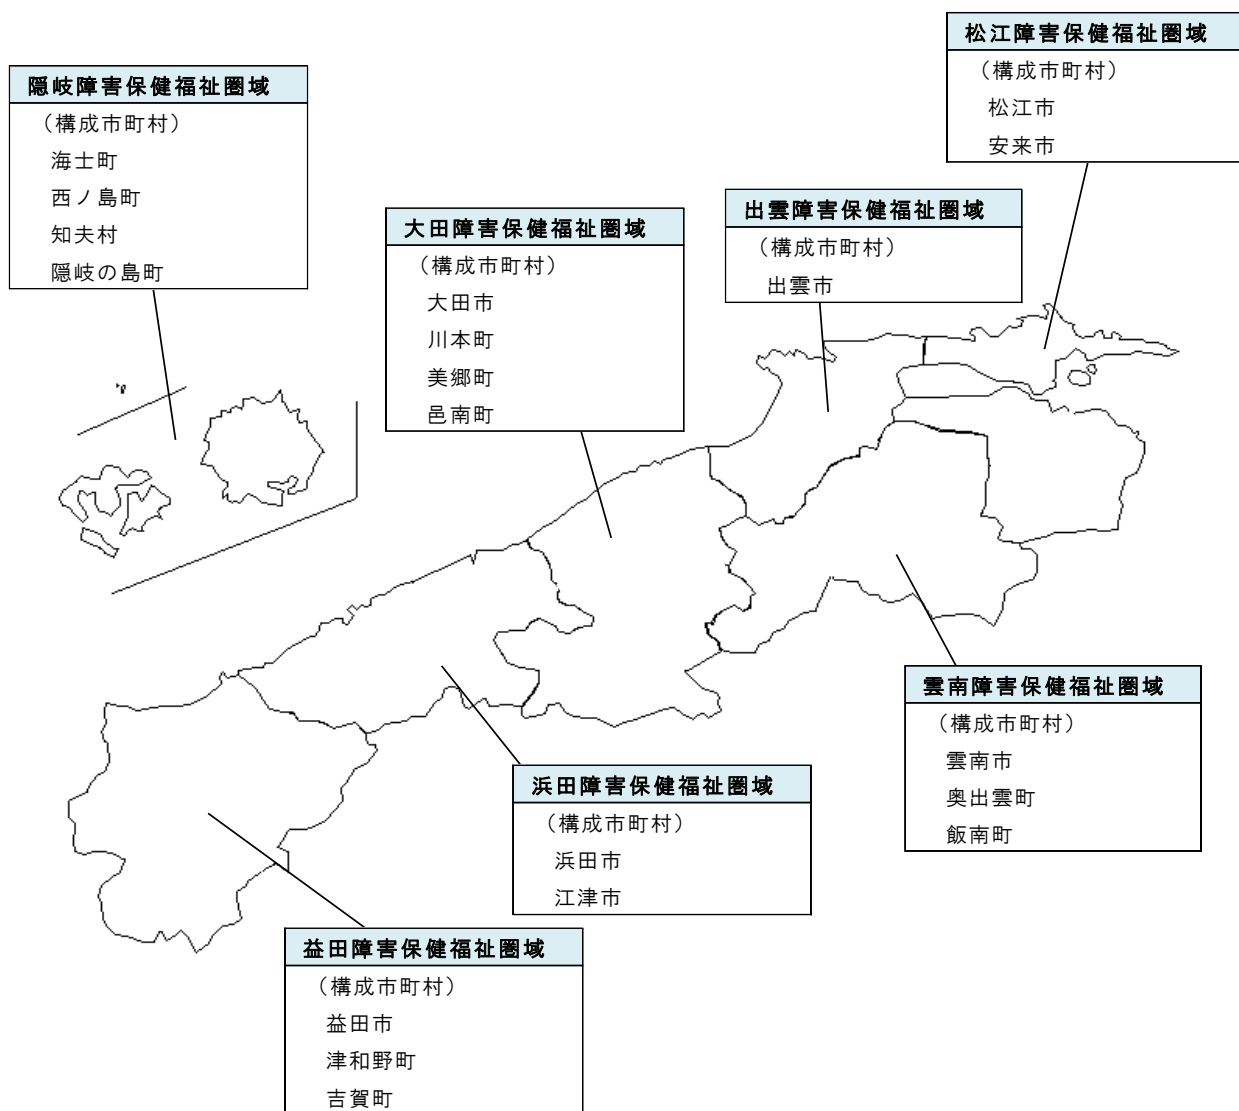 松江障害保健福祉圏域
（構成市町村）
松江市
安来市
隠岐障害保健福祉圏域
（構成市町村）
海士町
西ノ島町
知夫村
隠岐の島町
出雲障害保健福祉圏域
（構成市町村）
出雲市
大田障害保健福祉圏域
（構成市町村）
大田市
川本町
美郷町
邑南町
雲南障害保健福祉圏域
（構成市町村）
雲南市
奥出雲町
飯南町
浜田障害保健福祉圏域
（構成市町村）
浜田市
江津市
益田障害保健福祉圏域
（構成市町村）
益田市
津和野町
吉賀町